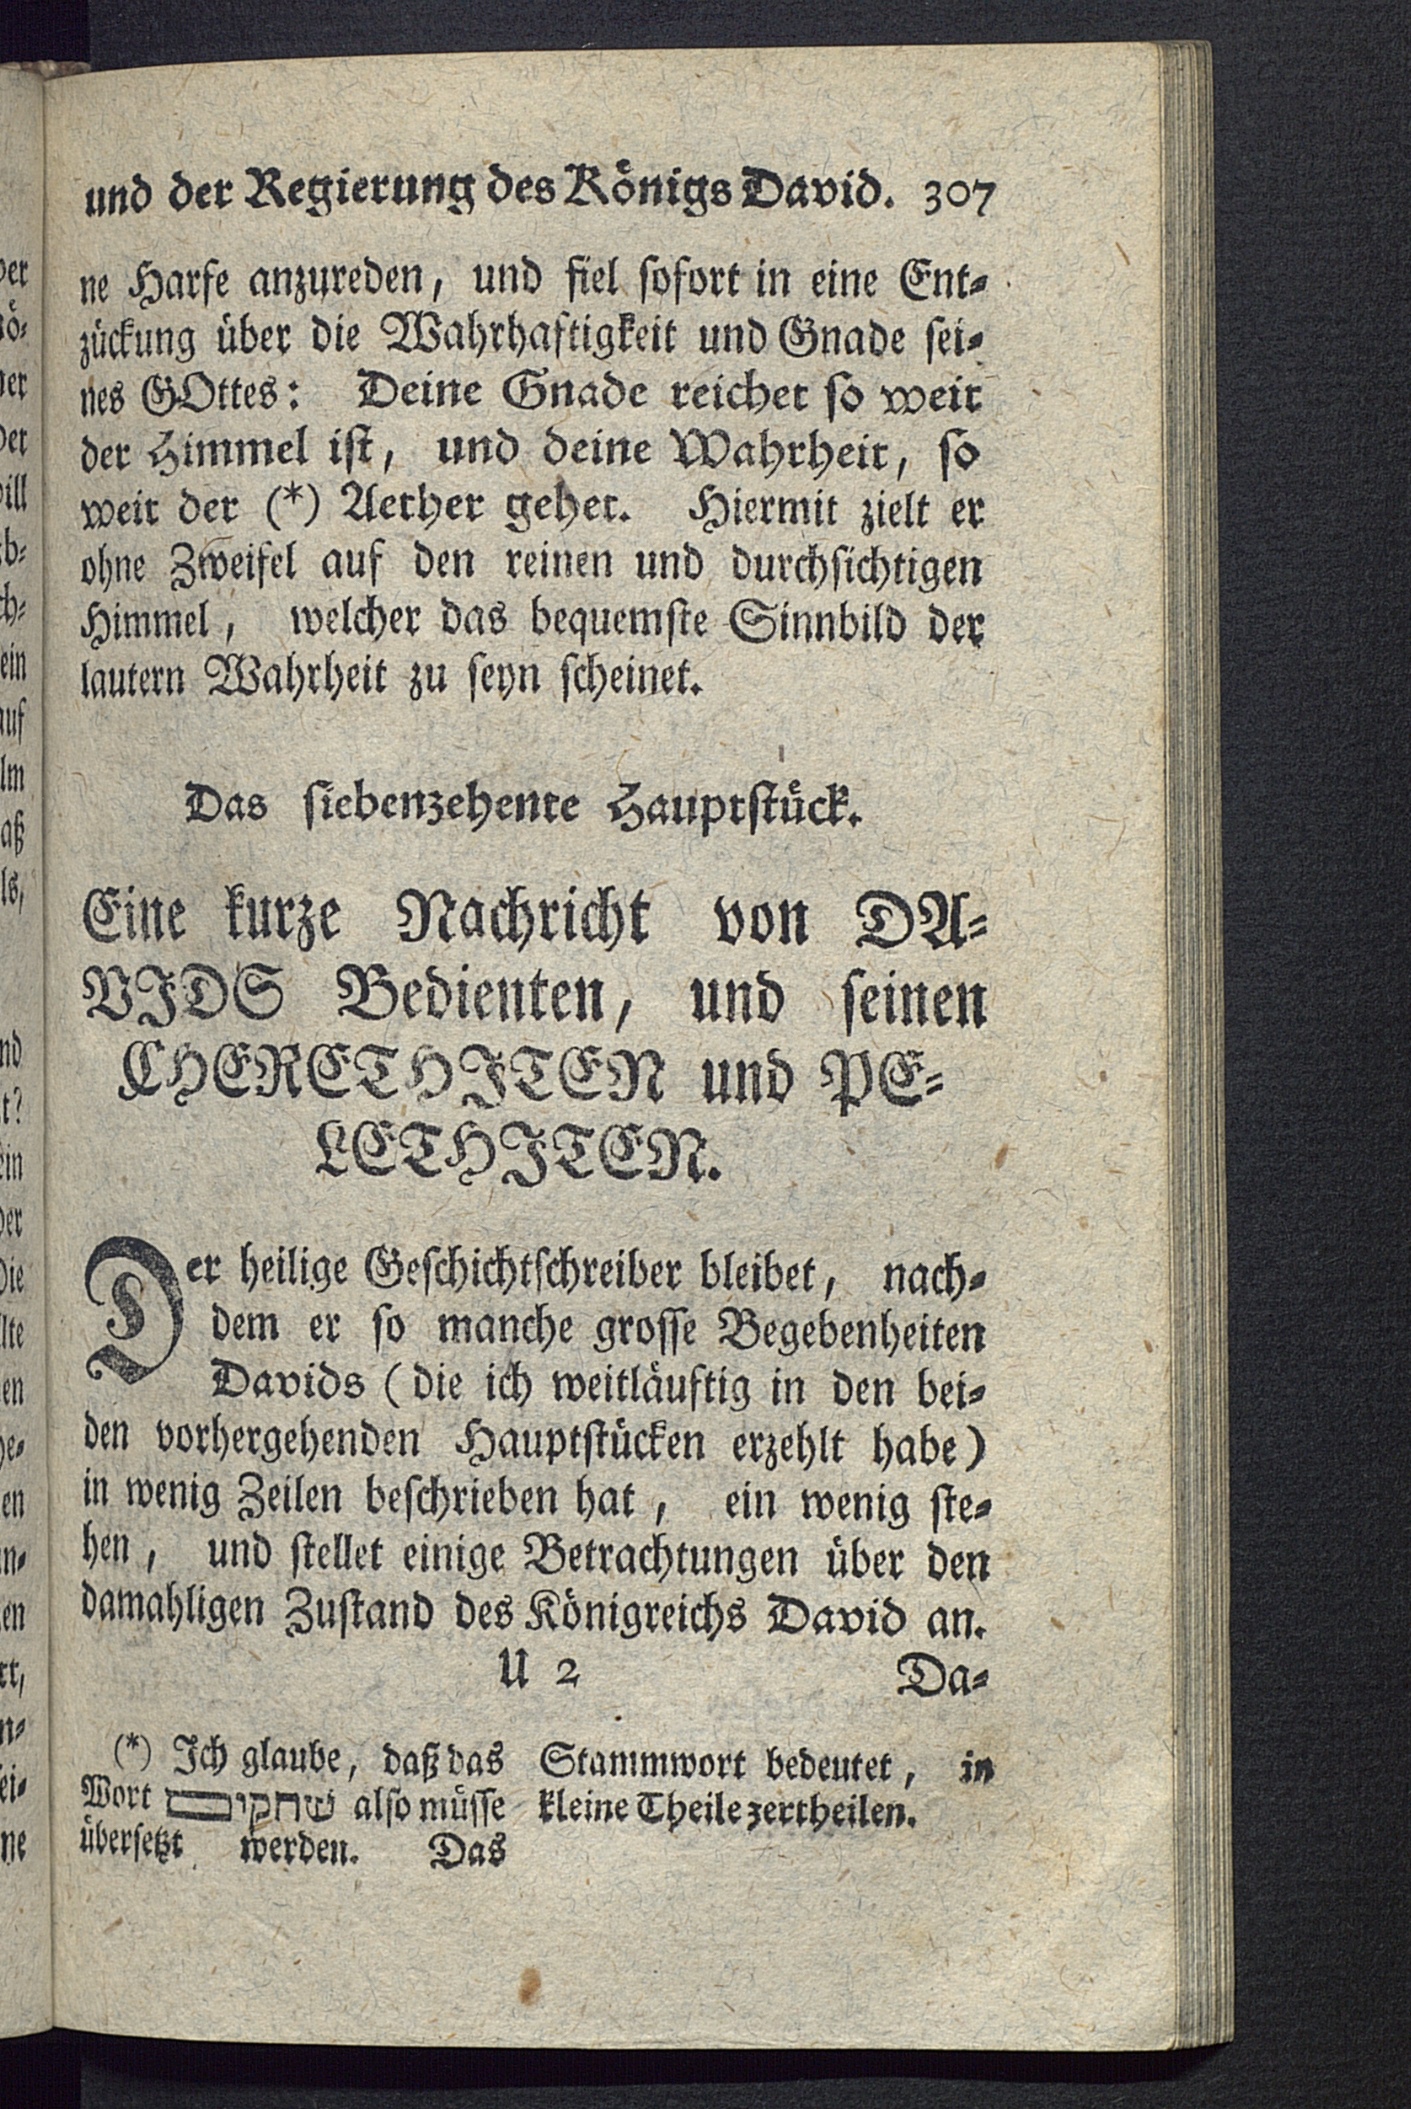 und der Regierung des Königs David. 307
ne Harfe anzureden, und fiel sofort in eine Ent-
zückung über die Wahrhaftigkeit und Gnade sei-
nes GOttes: Deine Gnade reichet so weit
der Himmel ist, und deine Wahrheit, so
weit der (*) Aether gehet. Hiermit zielt er
ohne Zweifel auf den reinen und durchsichtigen
Himmel, welcher das bequemste Sinnbild der
lautern Wahrheit zu seyn scheinet.
Das siebenzehente Hauptstück.
Eine kurze Nachricht von DA-
VIDS Bedienten, und seinen
CHERETHITEN und PE-
LETHITEN.
Der heilige Geschichtschreiber bleibet, nach-
dem er so manche grosse Begebenheiten
Davids (die ich weitläuftig in den bei-
den vorhergehenden Hauptstücken erzehlt habe)
in wenig Zeilen beschrieben hat, ein wenig ste-
hen, und stellet einige Betrachtungen über den
damahligen Zustand des Königreichs David an.
U 2 Da-
(*) Ich glaube, daß das
Wort שחקים also müsse
übersetzt werden. Das
Stammwort bedeutet, in
kleine Theile zertheilen.